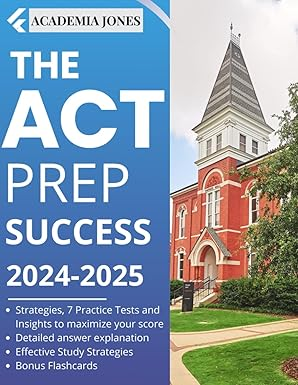 ACADEMIA JONES
THE
ACT
PREP
SUCCESS
2024-2025
• Strategies, 7 Practice Tests and
Insights to maximize your score
• Detailed answer explanation
• Effective Study Strategies
• Bonus Flashcards